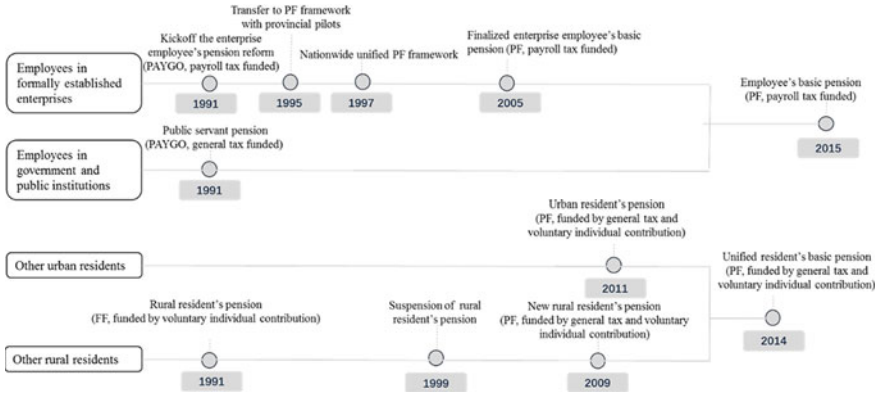 Transfer to PF framework
with provincial pilots
Kickoff the enterprise
employee's pension reform
(PAYGO, payroll tax funded)
Nationwide unified PF framework
Finalized enterprise employee's basic
pension (PF, payroll tax funded)
Employees in
formally established
enterprises
1991
1995
1997
2005
Employee's basic pension
(PF, payroll tax funded)
2015
Public servant pension
(PAYGO, general tax funded)
Employees in
government and
public institutions
1991
Urban resident's pension
(PF, funded by general tax and
voluntary individual contribution)
Other urban residents
2011
Unified resident's basic pension
(PF, funded by general tax and
voluntary individual contribution)
2014
Rural resident's pension
(FF, funded by voluntary individual contribution)
Suspension of rural
resident's pension
New rural resident's pension
(PF, funded by general tax and voluntary
individual contribution)
Other rural residents
1991
1999
2009